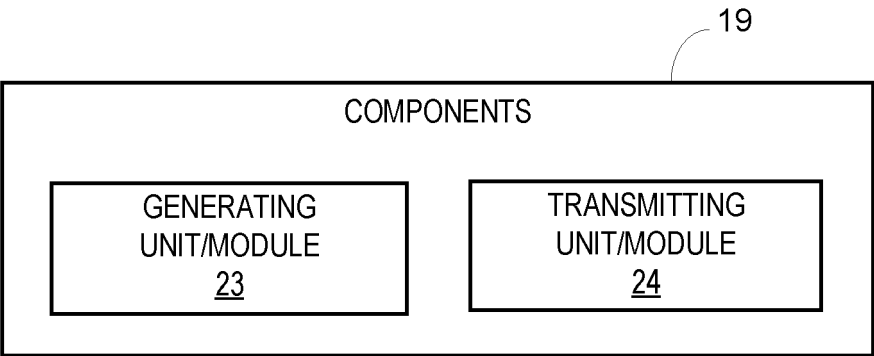 19
COMPONENTS
GENERATING
UNIT/MODULE
23
TRANSMITTING
UNIT/MODULE
24